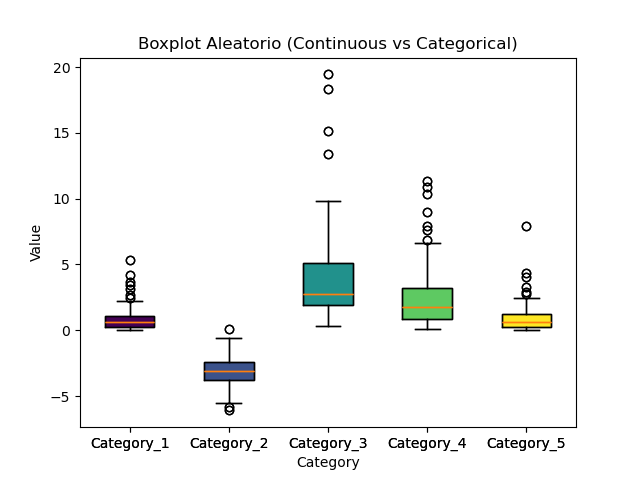 Boxplot Aleatorio (Continuous vs Categorical)
20
15
10
5
0
−5
Value
Category_1 Category_2 Category_3 Category_4 Category_5
Category